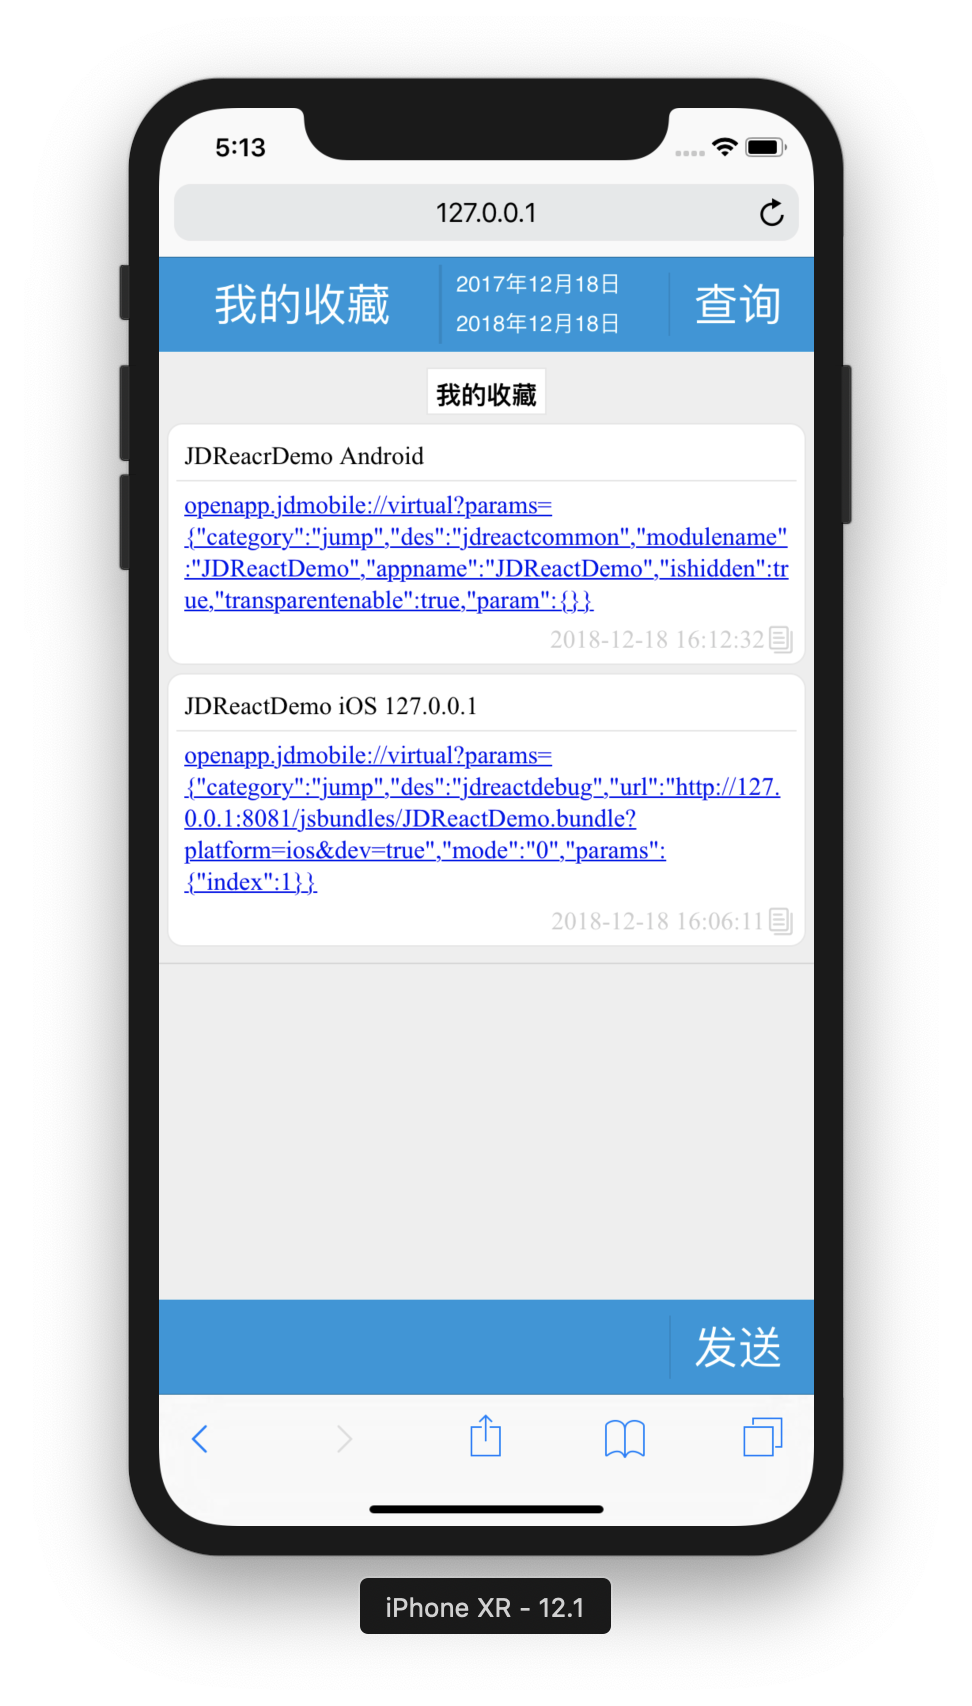 5:13
127.0.0.1
我的收藏
2017年12月18日
2018年12月18日
查询
我的收藏
JDReacrDemo Android
openapp.jdmobile://virtual?params=
{"category":"jump","des":"jdreactcommon","modulename"
:"JDReactDemo","appname":"JDReactDemo","ishidden":tr
ue,"transparentenable":true,"param":{}}
2018-12-18 16:12:32
JDReactDemo iOS 127.0.0.1
openapp.jdmobile://virtual?params=
{"category":"jump","des":"jdreactdebug","url":"http://127.
0.0.1:8081/jsbundles/JDReactDemo.bundle?
platform=ios&dev=true","mode":"0","params":
{"index":1}}
2018-12-18 16:06:11
发送
iPhone XR - 12.1